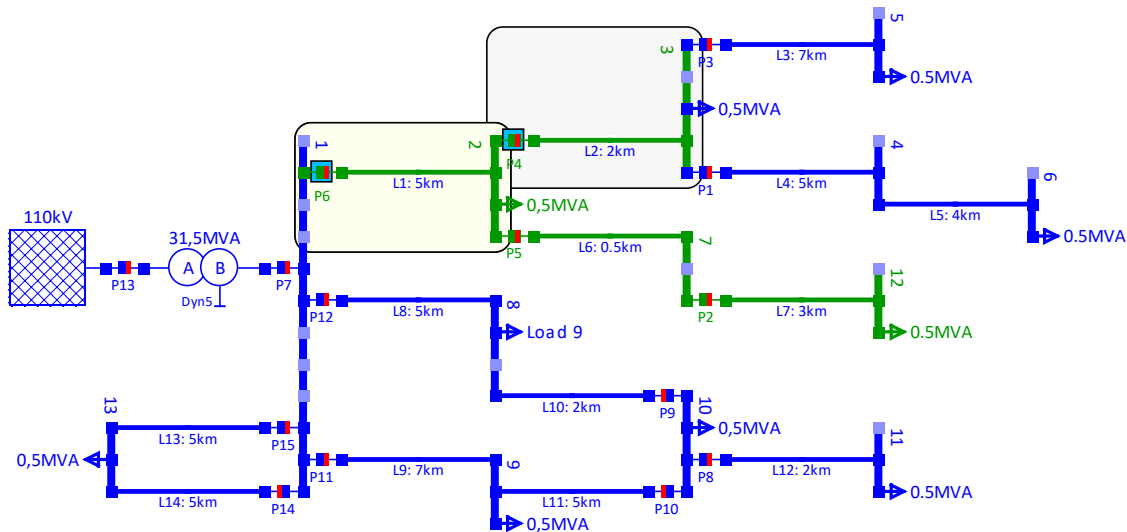 5
3
P3
L3: 7km
0.5MVA
0,5MVA
1
2
P4
L2: 2km
4
P1
L4: 5km
6
P6
L1: 5km
0,5MVA
L5: 4km
0.5MVA
110kV
31,5MVA
P5
L6: 0.5km
7
A
B
P13
Dyn5
P7
12
P12
L8: 5km
8
P2
L7: 3km
0.5MVA
Load 9
13
L10: 2km
P9
10
0,5MVA
11
L13: 5km
P15
0,5MVA
P11
L9: 7km
9
P8
L12: 2km
L14: 5km
P14
L11: 5km
P10
0.5MVA
0,5MVA